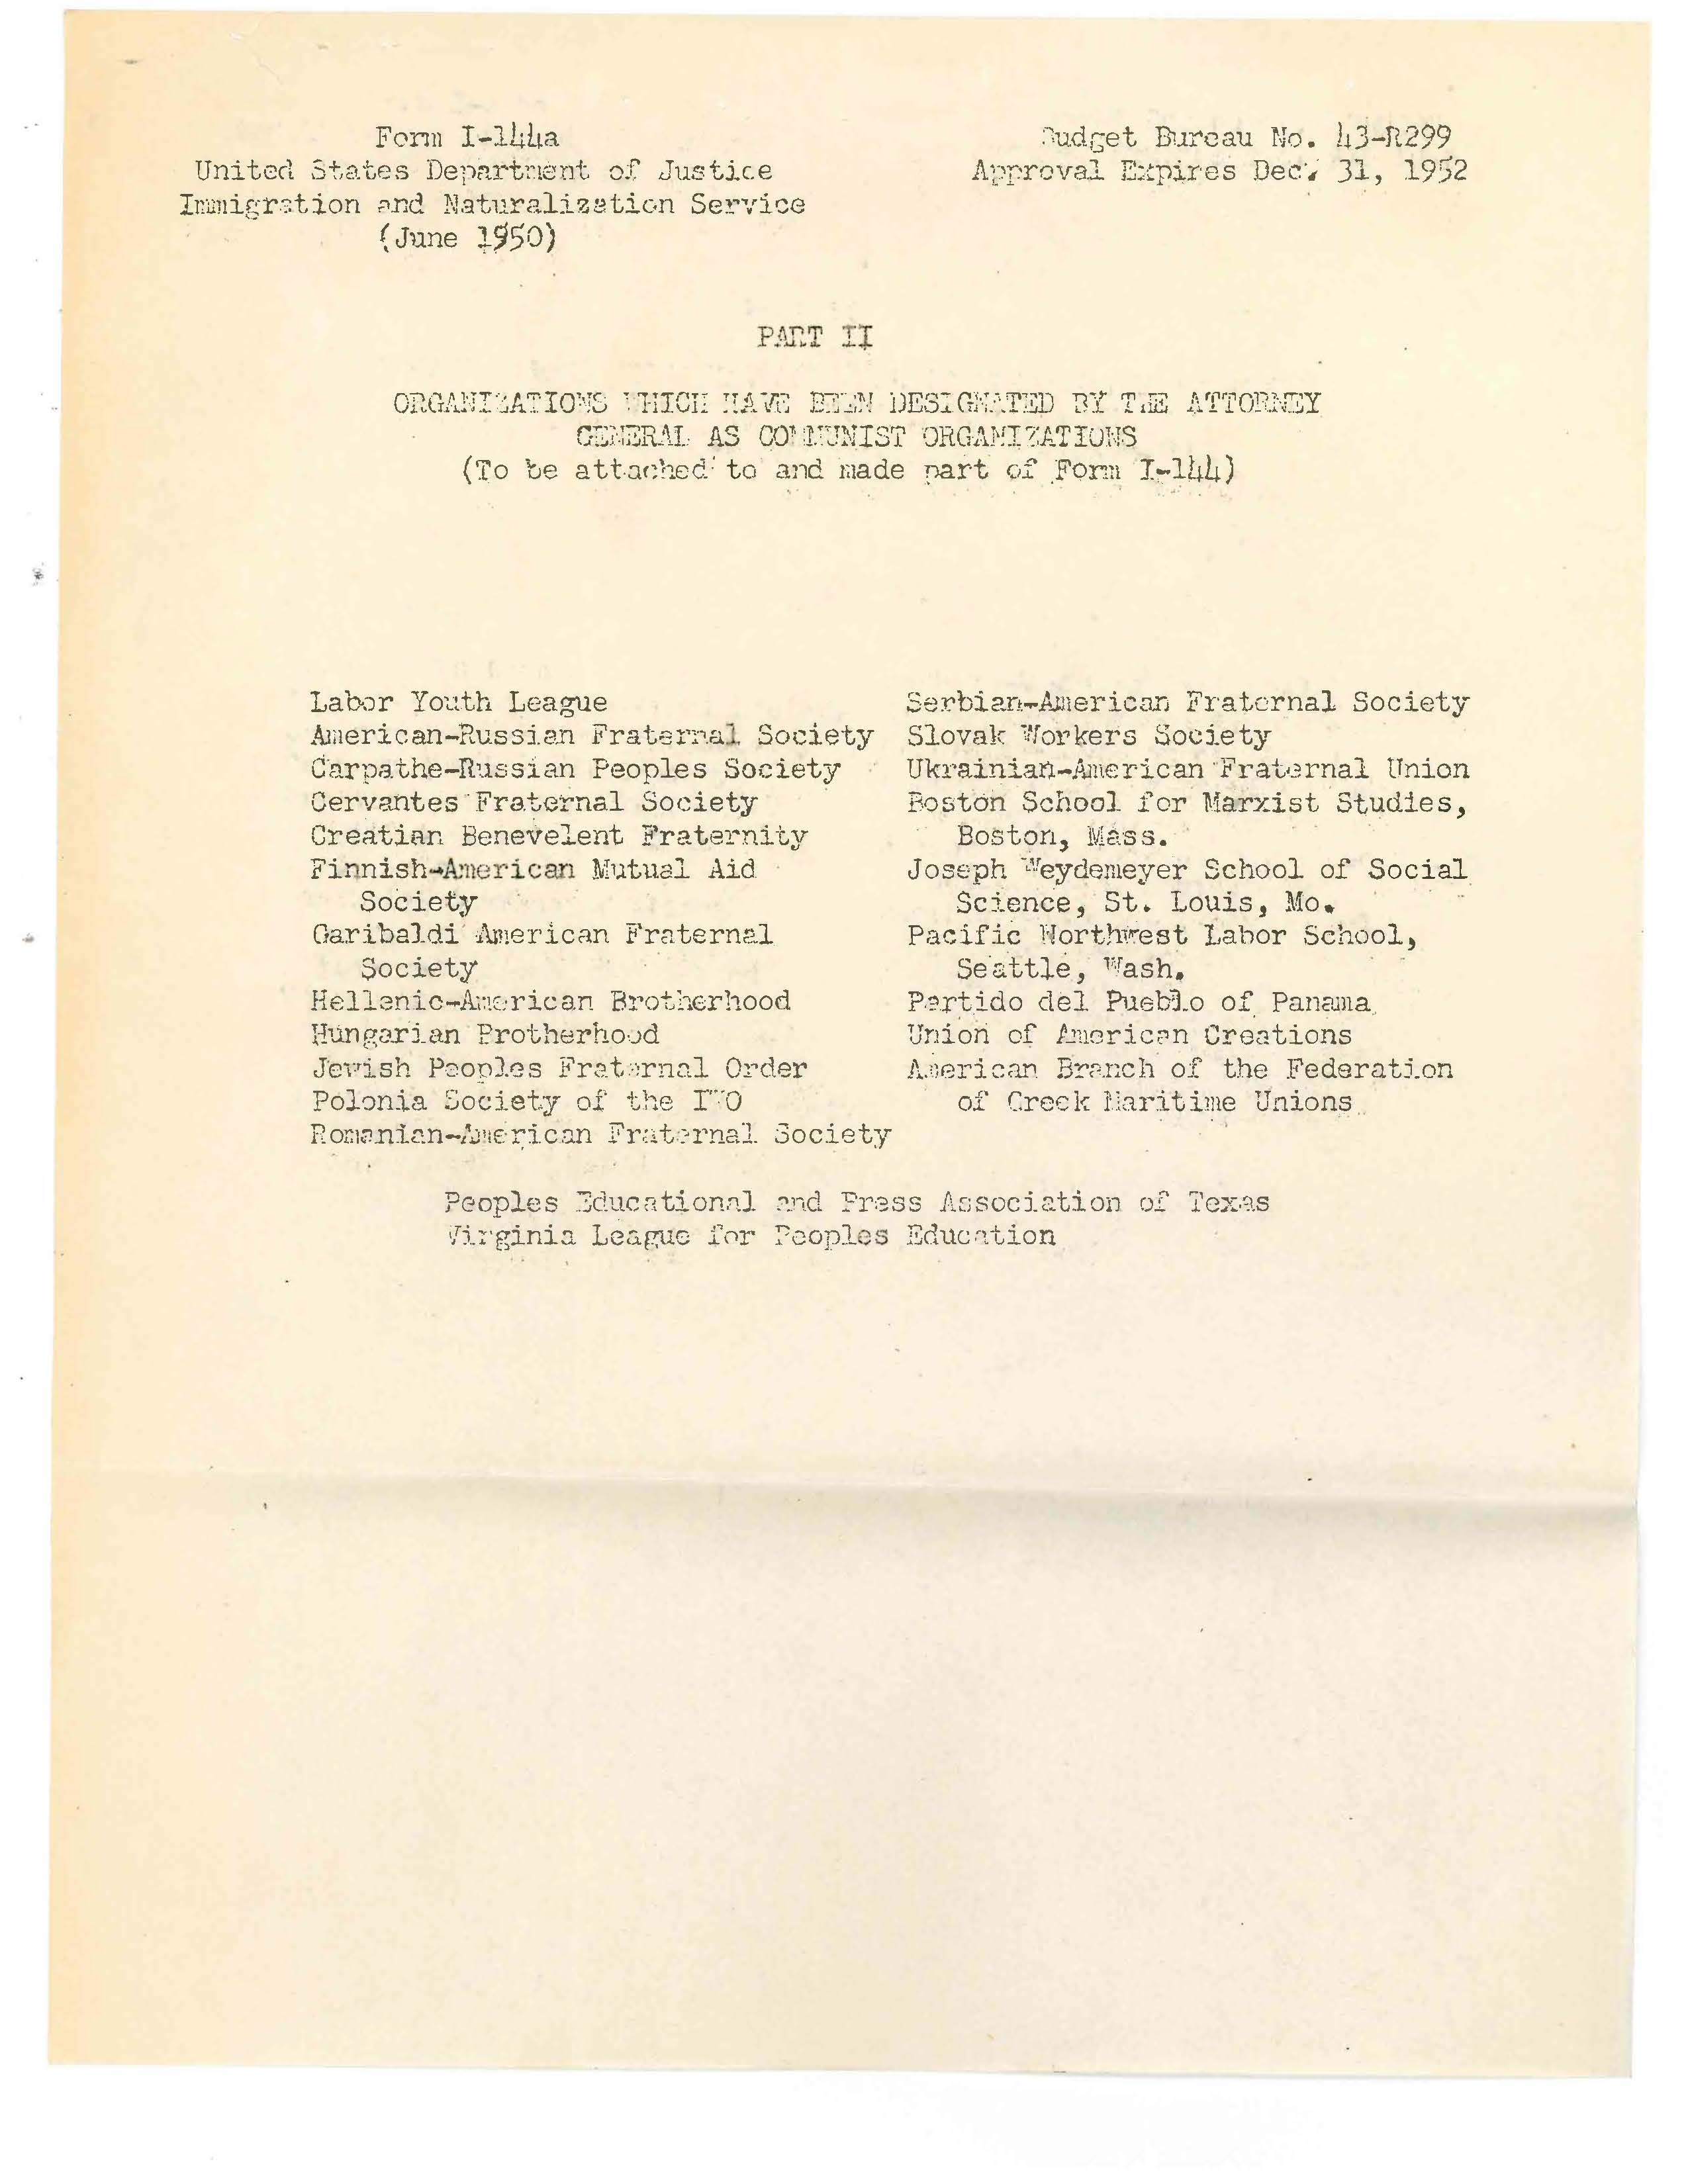 Form I-144a
United States Department of Justice
Immigration and Naturalization Service
(June 1950)
Budget Bureau No. 43-R299
Approval Expires Dec. 31, 1952
PART II
ORGANIZATIONS WHICH HAVE BEEN DESIGNATED BY THE ATTORNEY
GENERAL AS COMMUNIST ORGANIZATIONS
(To be attached to and made part of Form I-144)
Labor Youth League
American-Russian Fraternal Society
Carpathe-Russian Peoples Society
Cervantes Fraternal Society
Creatian Benevelent Fraternity
Finnish-American Mutual Aid
Society
Garibaldi American Fraternal
Society
Hellenic-American Brotherhood
Hungarian Brotherhood
Jewish Peoples Fraternal Order
Polonia Society of the IWO
Romanian-American Fraternal Society
Serbian-American Fraternal Society
Slovak Workers Society
Ukrainian-American Fraternal Union
Boston School for Marxist Studies,
Boston, Mass.
Joseph Weydemeyer School of Social
Science, St. Louis, Mo.
Pacific Northwest Labor School,
Seattle, Wash.
Partido del Pueblo of Panama
Union of American Creations
American Branch of the Federation
of Greek Maritime Unions
Peoples Educational and Press Association of Texas
Virginia League for Peoples Education